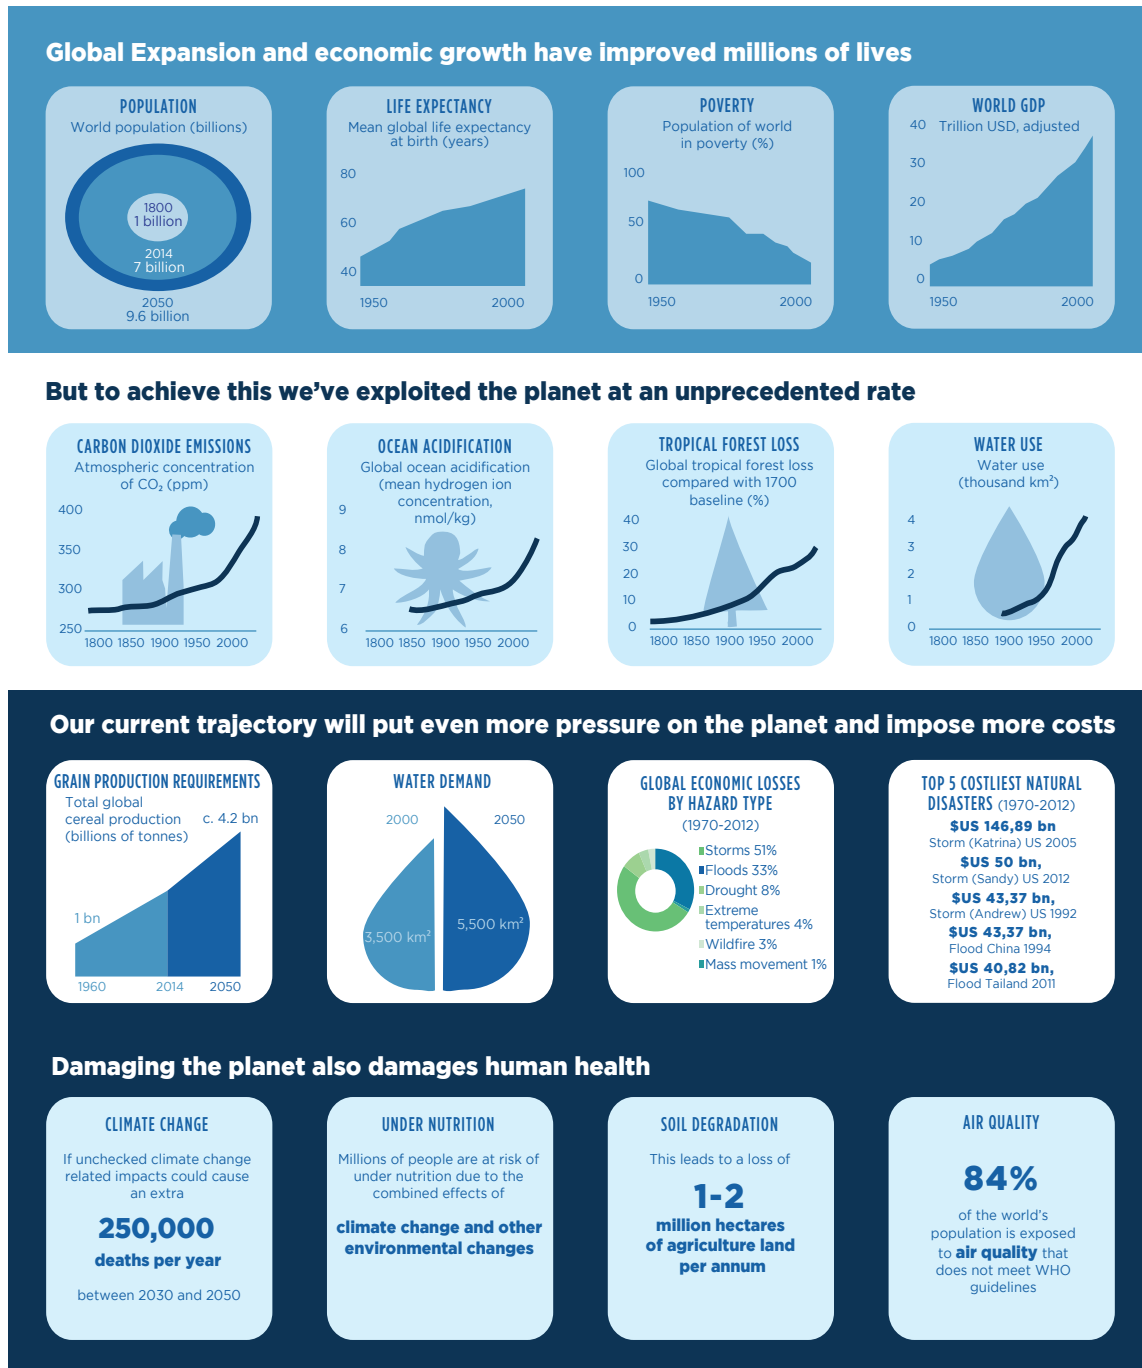 Global Expansion and economic growth have improved millions of lives
POPULATION
World population (billions)
1800
1 billion
2014
7 billion
2050
9.6 billion
LIFE EXPECTANCY
Mean global life expectancy
at birth (years)
80
60
40
1950 2000
POVERTY
Population of world
in poverty (%)
100
50
0
1950 2000
WORLD GDP
Trillion USD, adjusted
40
30
20
10
0
1950 2000
But to achieve this we've exploited the planet at an unprecedented rate
CARBON DIOXIDE EMISSIONS
Atmospheric concentration
of CO₂ (ppm)
400
350
300
250
1800 1850 1900 1950 2000
OCEAN ACIDIFICATION
Global ocean acidification
(mean hydrogen ion
concentration,
nmol/kg)
9
8
7
6
1800 1850 1900 1950 2000
TROPICAL FOREST LOSS
Global tropical forest loss
compared with 1700
baseline (%)
40
30
20
10
0
1800 1850 1900 1950 2000
WATER USE
Water use
(thousand km²)
4
3
2
1
0
1800 1850 1900 1950 2000
Our current trajectory will put even more pressure on the planet and impose more costs
GRAIN PRODUCTION REQUIREMENTS
Total global
cereal production
(billions of tonnes)
c. 4.2 bn
1 bn
1960 2014 2050
WATER DEMAND
2000 2050
3,500 km² 5,500 km²
GLOBAL ECONOMIC LOSSES
BY HAZARD TYPE
(1970-2012)
Storms 51%
Floods 33%
Drought 8%
Extreme
temperatures 4%
Wildfire 3%
Mass movement 1%
TOP 5 COSTLIEST NATURAL
DISASTERS (1970-2012)
$US 146,89 bn
Storm (Katrina) US 2005
$US 50 bn,
Storm (Sandy) US 2012
$US 43,37 bn,
Storm (Andrew) US 1992
$US 43,37 bn,
Flood China 1994
$US 40,82 bn,
Flood Tailand 2011
Damaging the planet also damages human health
CLIMATE CHANGE
If unchecked climate change
related impacts could cause
an extra
250,000
deaths per year
between 2030 and 2050
UNDER NUTRITION
Millions of people are at risk of
under nutrition due to the
combined effects of
climate change and other
environmental changes
SOIL DEGRADATION
This leads to a loss of
1-2
million hectares
of agriculture land
per annum
AIR QUALITY
84%
of the world's
population is exposed
to air quality that
does not meet WHO
guidelines